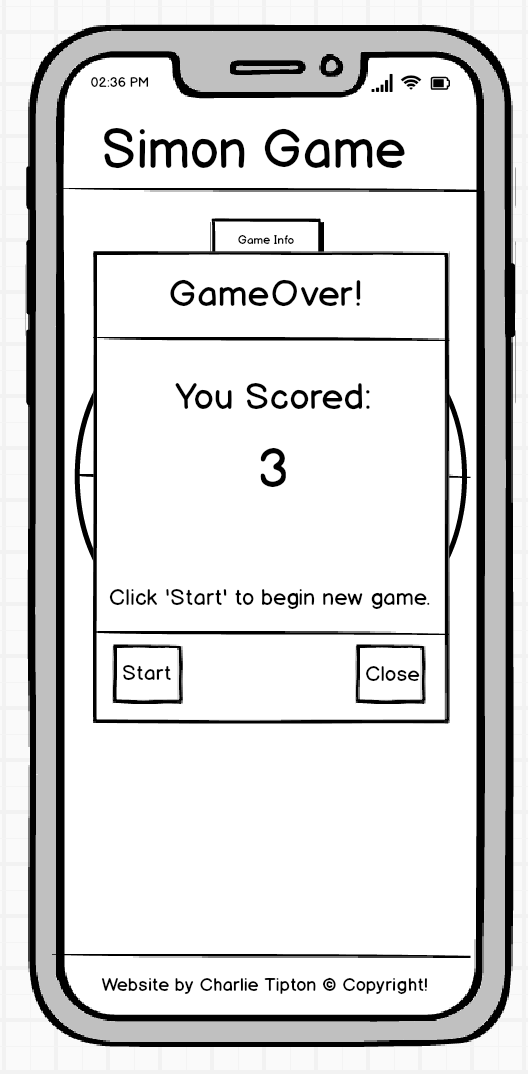 02:36 PM
Simon Game
Game Info
GameOver!
You Scored:
3
Click 'Start' to begin new game.
Start
Close
Website by Charlie Tipton © Copyright!